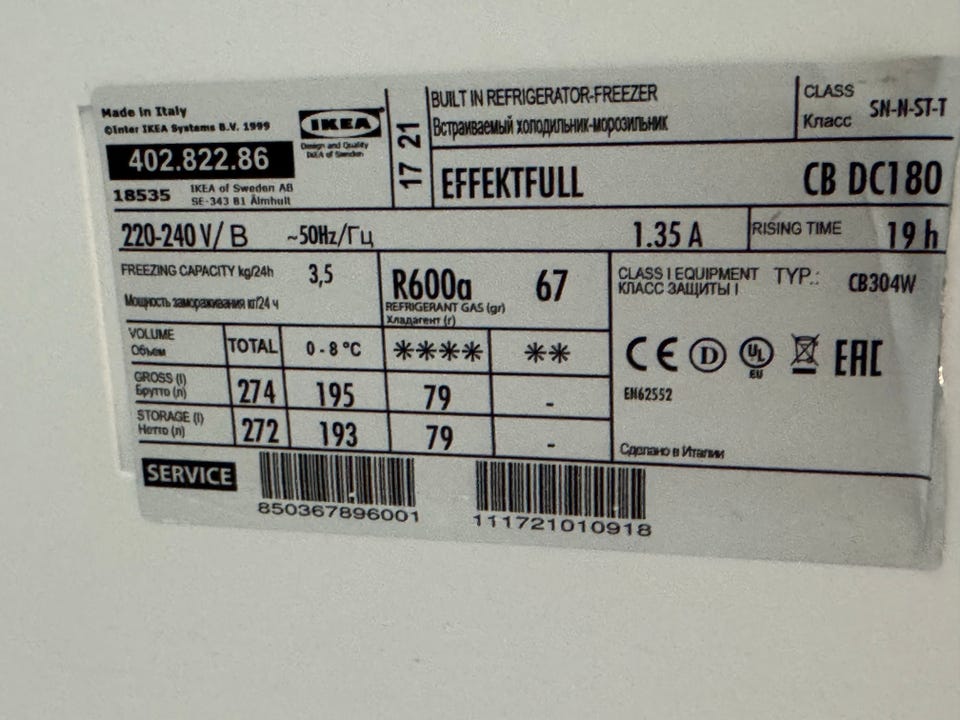 Made in Italy
©Inter IKEA Systems B.V. 1999
402.822.86
18535
IKEA of Sweden AB
SE-343 81 Älmhult
IKEA
Design and Quality
IKEA of Sweden
17 21
BUILT IN REFRIGERATOR-FREEZER
Встраиваемый холодильник-морозильник
CLASS
Класс
SN-N-ST-T
EFFEKTFULL
CB DC180
220-240 V/ В ~50Hz/Гц
1.35 A
RISING TIME 19 h
FREEZING CAPACITY kg/24h 3,5
Мощность замораживания кг/24 ч
R600a 67
REFRIGERANT GAS (gr)
Хладагент (г)
CLASS I EQUIPMENT
КЛАСС ЗАЩИТЫ I
TYP.: CB304W
VOLUME
Объем
TOTAL 0 - 8 °C **** **
GROSS (l)
Брутто (л)
274 195 79 -
STORAGE (l)
Нетто (л)
272 193 79 -
CE D UL EU EAC
EN62552
Сделано в Италии
SERVICE
850367896001
111721010918